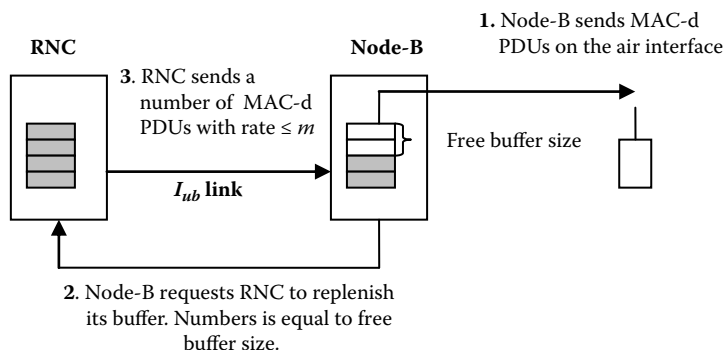 1. Node-B sends MAC-d
PDUs on the air interface
RNC
Node-B
3. RNC sends a
number of MAC-d
PDUs with rate ≤ m
Free buffer size
I_ub link
2. Node-B requests RNC to replenish
its buffer. Numbers is equal to free
buffer size.